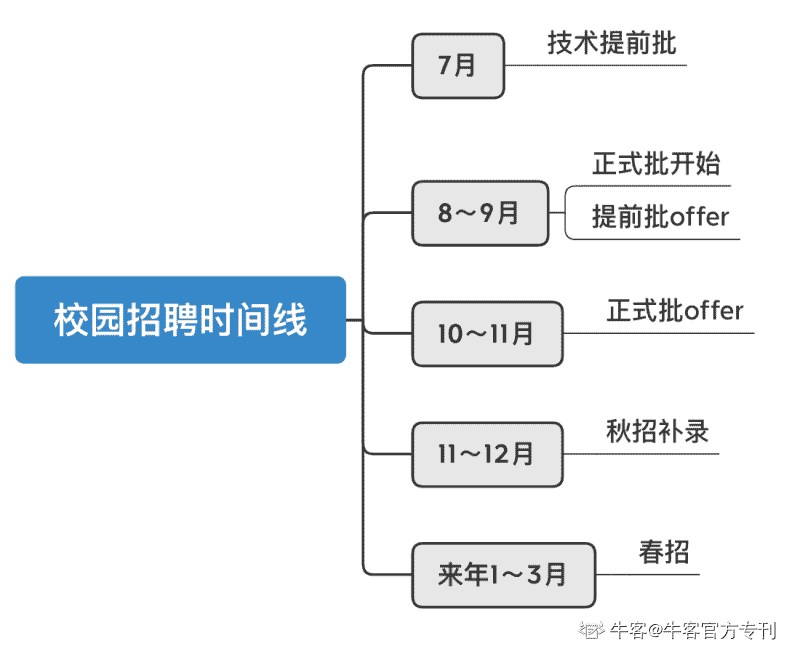 校园招聘时间线
7月
技术提前批
8～9月
正式批开始
提前批offer
10～11月
正式批offer
11～12月
秋招补录
来年1～3月
春招
牛客@牛客官方专刊